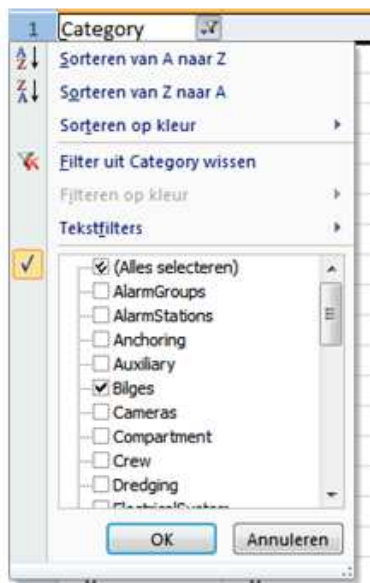 1 Category
Sorteren van A naar Z
Sorteren van Z naar A
Sorteren op kleur
Filter uit Category wissen
Filteren op kleur
Tekstfilters
(Alles selecteren)
AlarmGroups
AlarmStations
Anchoring
Auxiliary
Bilges
Cameras
Compartment
Crew
Dredging
OK Annuleren